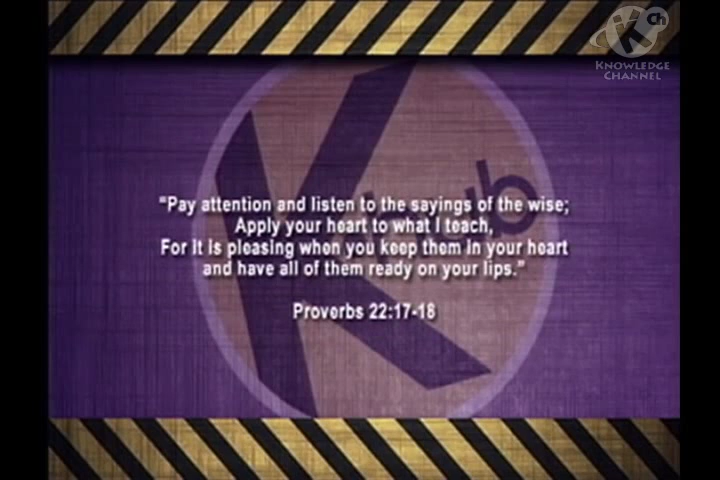 Ch
KNOWLEDGE
CHANNEL
K hub
“Pay attention and listen to the sayings of the wise;
Apply your heart to what I teach,
For it is pleasing when you keep them in your heart
and have all of them ready on your lips.”
Proverbs 22:17-18